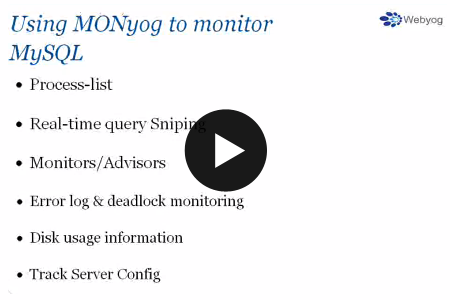 Using MONyog to monitor
MySQL
Webyog
• Process-list
• Real-time query Sniping
• Monitors/Advisors
• Error log & deadlock monitoring
• Disk usage information
• Track Server Config